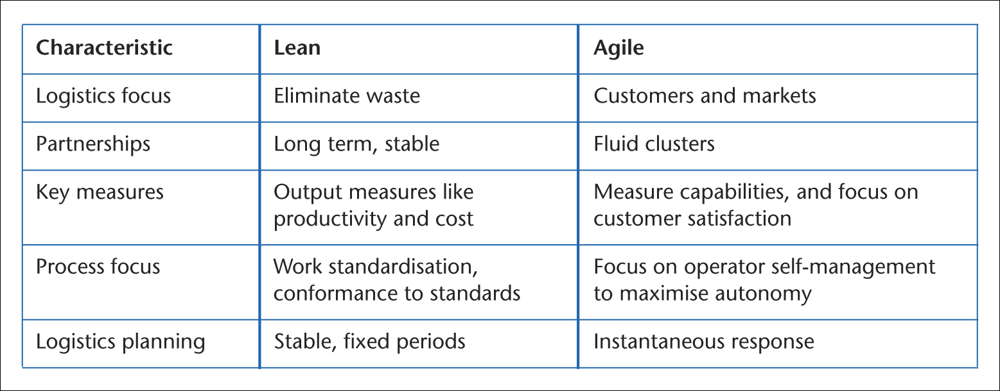 Characteristic Lean Agile
Logistics focus Eliminate waste Customers and markets
Partnerships Long term, stable Fluid clusters
Key measures Output measures like Measure capabilities, and focus on
productivity and cost customer satisfaction
Process focus Work standardisation, Focus on operator self-management
conformance to standards to maximise autonomy
Logistics planning Stable, fixed periods Instantaneous response